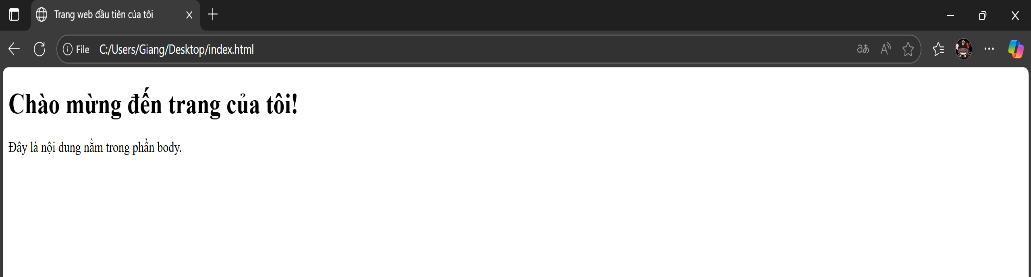 Trang web đầu tiên của tôi
File C:/Users/Giang/Desktop/index.html
Chào mừng đến trang của tôi!
Đây là nội dung nằm trong phần body.